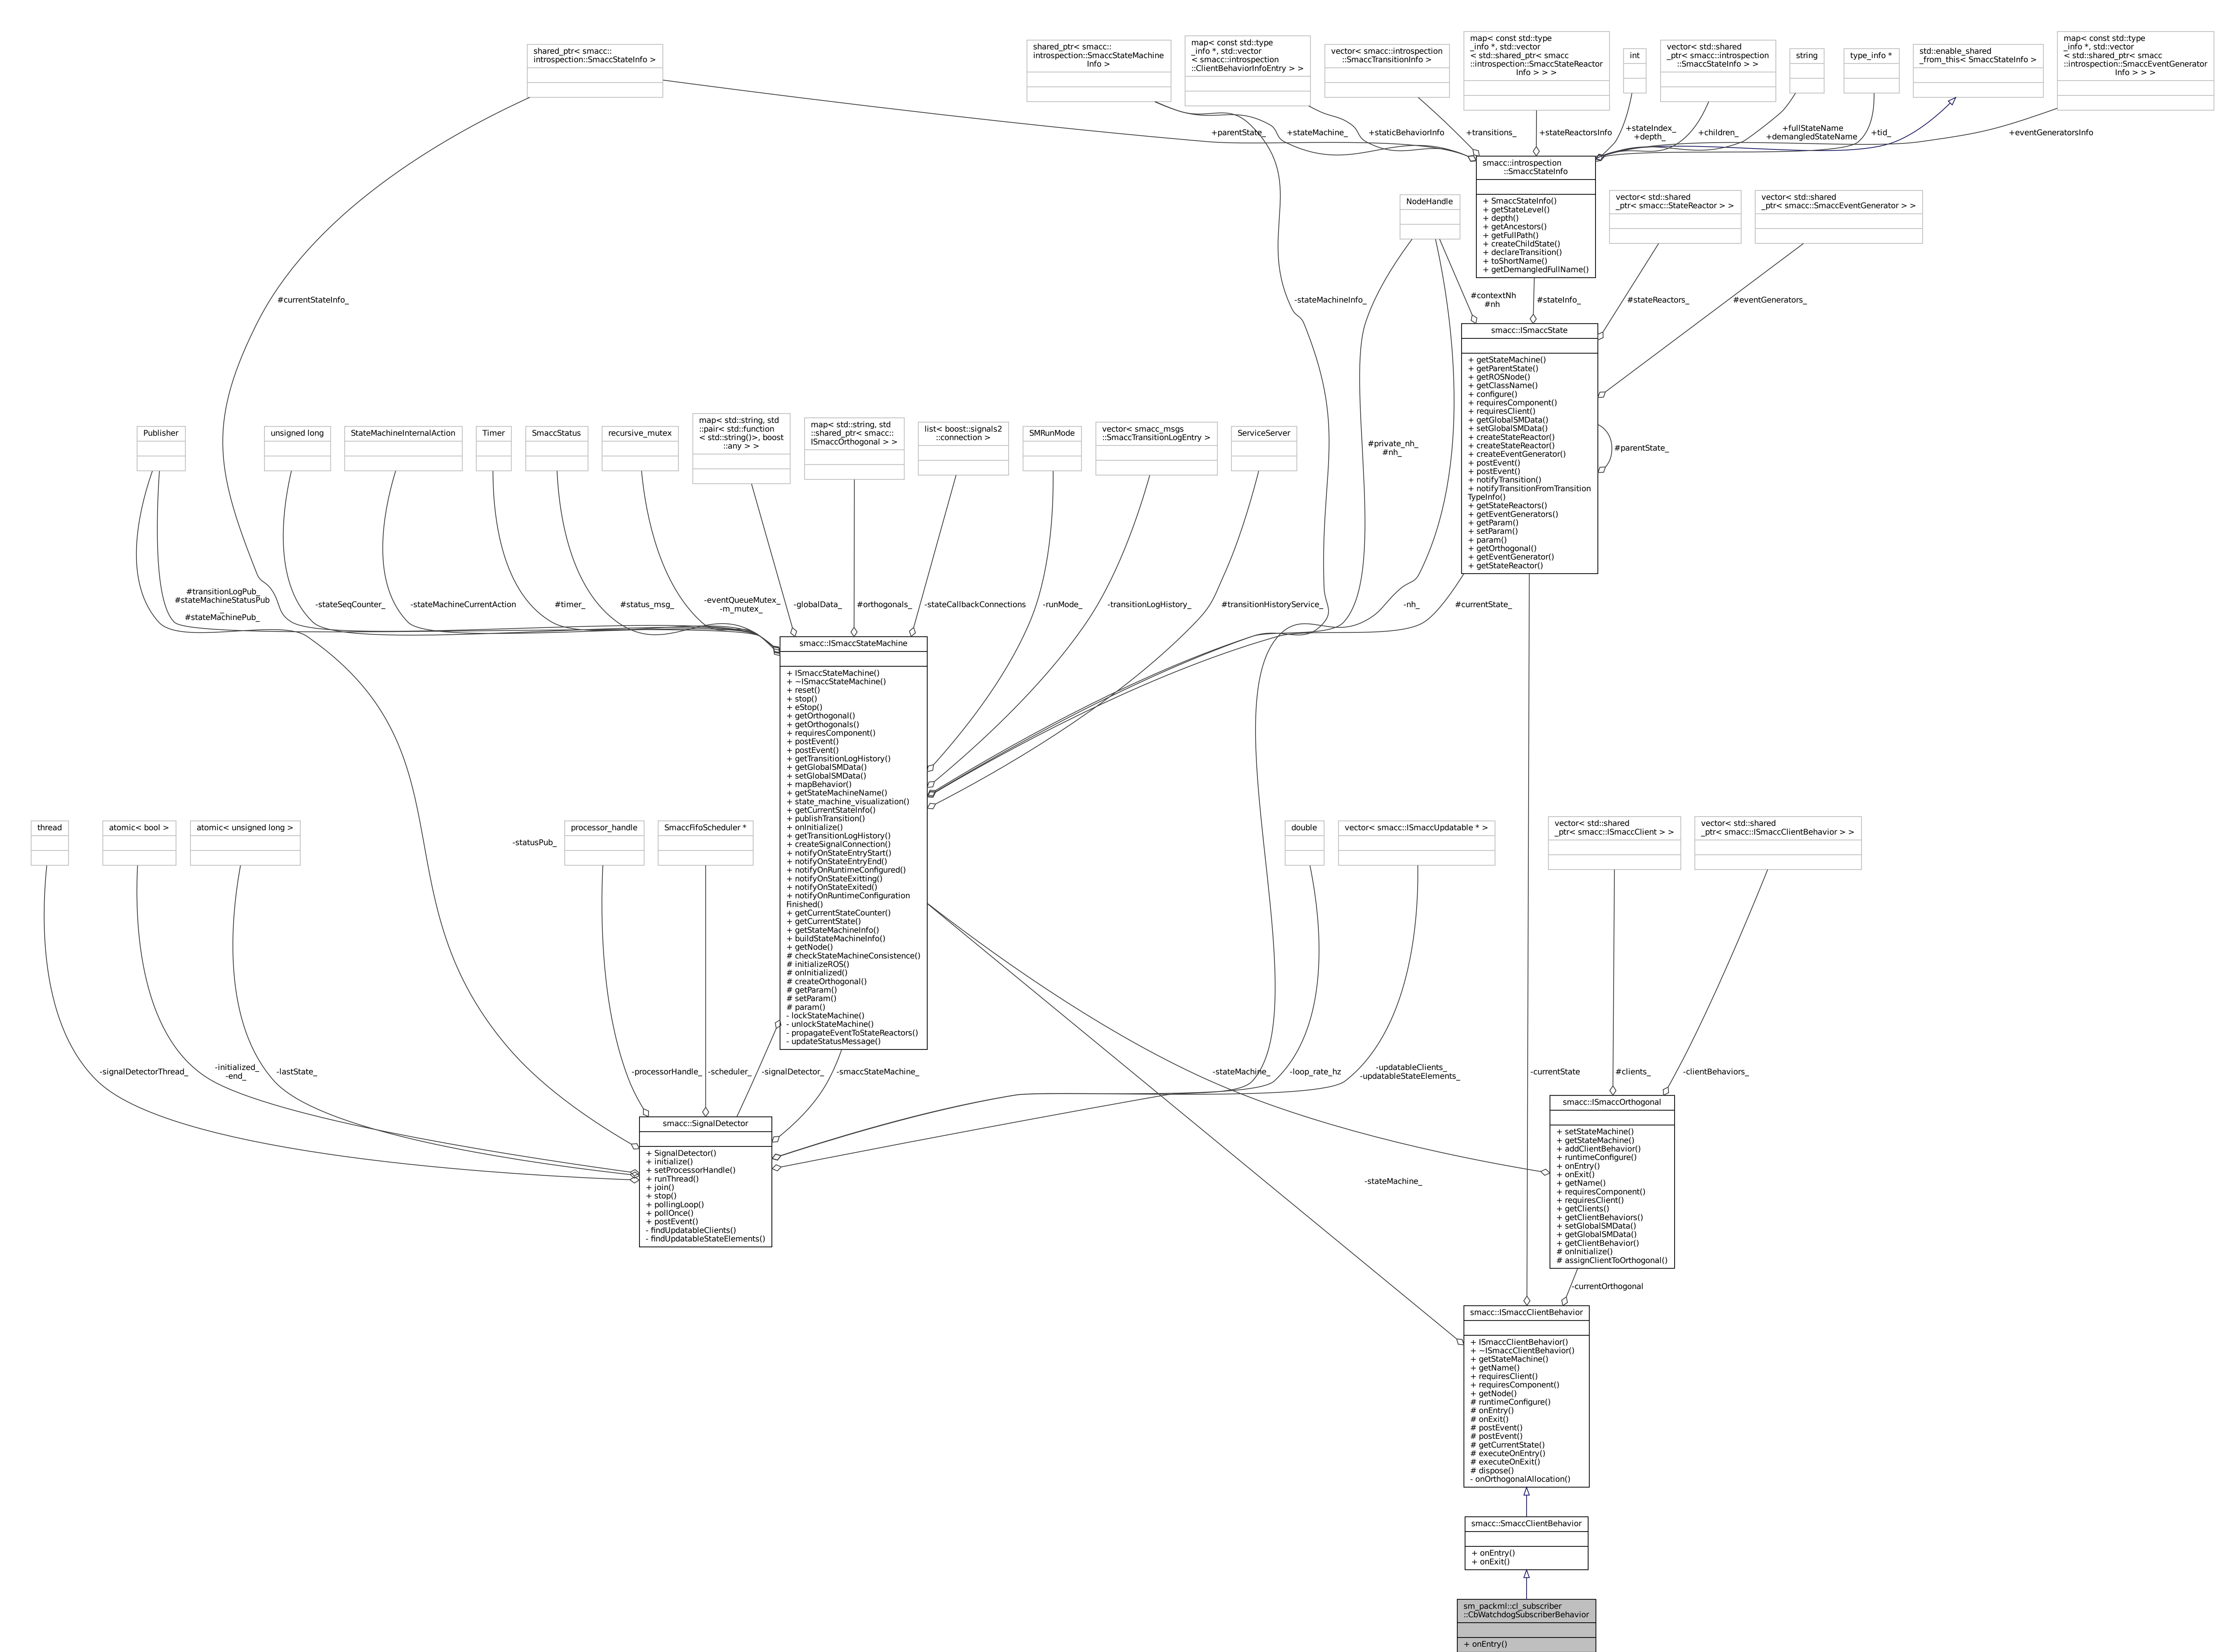 shared_ptr< smacc::
introspection::SmaccStateInfo >
shared_ptr< smacc::
introspection::SmaccStateMachine
Info >
map< const std::type
_info *, std::vector
< smacc::introspection
::ClientBehaviorInfoEntry > >
vector< smacc::introspection
::SmaccTransitionInfo >
map< const std::type
_info *, std::vector
< std::shared_ptr< smacc
::introspection::SmaccStateReactor
Info > > >
int
vector< std::shared
_ptr< smacc::introspection
::SmaccStateInfo > >
string
type_info *
std::enable_shared
_from_this< SmaccStateInfo >
map< const std::type
_info *, std::vector
< std::shared_ptr< smacc
::introspection::SmaccEventGenerator
Info > > >
+parentState_
+stateMachine_
+staticBehaviorInfo
+transitions_
+stateReactorsInfo
+stateIndex_
+depth_
+children_
+fullStateName
+demangledStateName
+tid_
+eventGeneratorsInfo
smacc::introspection
::SmaccStateInfo
+ SmaccStateInfo()
+ getStateLevel()
+ depth()
+ getAncestors()
+ getFullPath()
+ createChildState()
+ declareTransition()
+ toShortName()
+ getDemangledFullName()
NodeHandle
vector< std::shared
_ptr< smacc::StateReactor > >
vector< std::shared
_ptr< smacc::SmaccEventGenerator > >
#currentStateInfo_
-stateMachineInfo_
#contextNh
#nh
#stateInfo_
#stateReactors_
#eventGenerators_
smacc::ISmaccState
+ getStateMachine()
+ getParentState()
+ getROSNode()
+ getClassName()
+ configure()
+ requiresComponent()
+ requiresClient()
+ getGlobalSMData()
+ setGlobalSMData()
+ createStateReactor()
+ createStateReactor()
+ createEventGenerator()
+ postEvent()
+ postEvent()
+ notifyTransition()
+ notifyTransitionFromTransition
TypeInfo()
+ getStateReactors()
+ getEventGenerators()
+ getParam()
+ setParam()
+ param()
+ getOrthogonal()
+ getEventGenerator()
+ getStateReactor()
#parentState_
Publisher
unsigned long
StateMachineInternalAction
Timer
SmaccStatus
recursive_mutex
map< std::string, std
::pair< std::function
< std::string()>, boost
::any > >
map< std::string, std
::shared_ptr< smacc::
ISmaccOrthogonal > >
list< boost::signals2
::connection >
SMRunMode
vector< smacc_msgs
::SmaccTransitionLogEntry >
ServiceServer
#private_nh_
#nh_
#transitionLogPub_
#stateMachineStatusPub
_
#stateMachinePub_
-stateSeqCounter_
-stateMachineCurrentAction
#timer_
#status_msg_
-eventQueueMutex_
-m_mutex_
-globalData_
#orthogonals_
-stateCallbackConnections
-runMode_
-transitionLogHistory_
#transitionHistoryService_
-nh_
#currentState_
smacc::ISmaccStateMachine
+ ISmaccStateMachine()
+ ~ISmaccStateMachine()
+ reset()
+ stop()
+ eStop()
+ getOrthogonal()
+ getOrthogonals()
+ requiresComponent()
+ postEvent()
+ postEvent()
+ getTransitionLogHistory()
+ getGlobalSMData()
+ setGlobalSMData()
+ mapBehavior()
+ getStateMachineName()
+ state_machine_visualization()
+ getCurrentStateInfo()
+ publishTransition()
+ onInitialize()
+ getTransitionLogHistory()
+ createSignalConnection()
+ notifyOnStateEntryStart()
+ notifyOnStateEntryEnd()
+ notifyOnRuntimeConfigured()
+ notifyOnStateExitting()
+ notifyOnStateExited()
+ notifyOnRuntimeConfiguration
Finished()
+ getCurrentStateCounter()
+ getCurrentState()
+ getStateMachineInfo()
+ buildStateMachineInfo()
+ getNode()
# checkStateMachineConsistence()
# initializeROS()
# onInitialized()
# createOrthogonal()
# getParam()
# setParam()
# param()
- lockStateMachine()
- unlockStateMachine()
- propagateEventToStateReactors()
- updateStatusMessage()
thread
atomic< bool >
atomic< unsigned long >
-statusPub_
processor_handle
SmaccFifoScheduler *
double
vector< smacc::ISmaccUpdatable * >
vector< std::shared
_ptr< smacc::ISmaccClient > >
vector< std::shared
_ptr< smacc::ISmaccClientBehavior > >
-signalDetectorThread_
-initialized_
-end_
-lastState_
-processorHandle_
-scheduler_
-signalDetector_
-smaccStateMachine_
-stateMachine_
-loop_rate_hz
-updatableClients_
-updatableStateElements_
-currentState
#clients_
-clientBehaviors_
smacc::SignalDetector
+ SignalDetector()
+ initialize()
+ setProcessorHandle()
+ runThread()
+ join()
+ stop()
+ pollingLoop()
+ pollOnce()
+ postEvent()
- findUpdatableClients()
- findUpdatableStateElements()
smacc::ISmaccOrthogonal
+ setStateMachine()
+ getStateMachine()
+ addClientBehavior()
+ runtimeConfigure()
+ onEntry()
+ onExit()
+ getName()
+ requiresComponent()
+ requiresClient()
+ getClients()
+ getClientBehaviors()
+ setGlobalSMData()
+ getGlobalSMData()
+ getClientBehavior()
# onInitialize()
# assignClientToOrthogonal()
-stateMachine_
-currentOrthogonal
smacc::ISmaccClientBehavior
+ ISmaccClientBehavior()
+ ~ISmaccClientBehavior()
+ getStateMachine()
+ getName()
+ requiresClient()
+ requiresComponent()
+ getNode()
# runtimeConfigure()
# onEntry()
# onExit()
# postEvent()
# postEvent()
# getCurrentState()
# executeOnEntry()
# executeOnExit()
# dispose()
- onOrthogonalAllocation()
smacc::SmaccClientBehavior
+ onEntry()
+ onExit()
sm_packml::cl_subscriber
::CbWatchdogSubscriberBehavior
+ onEntry()